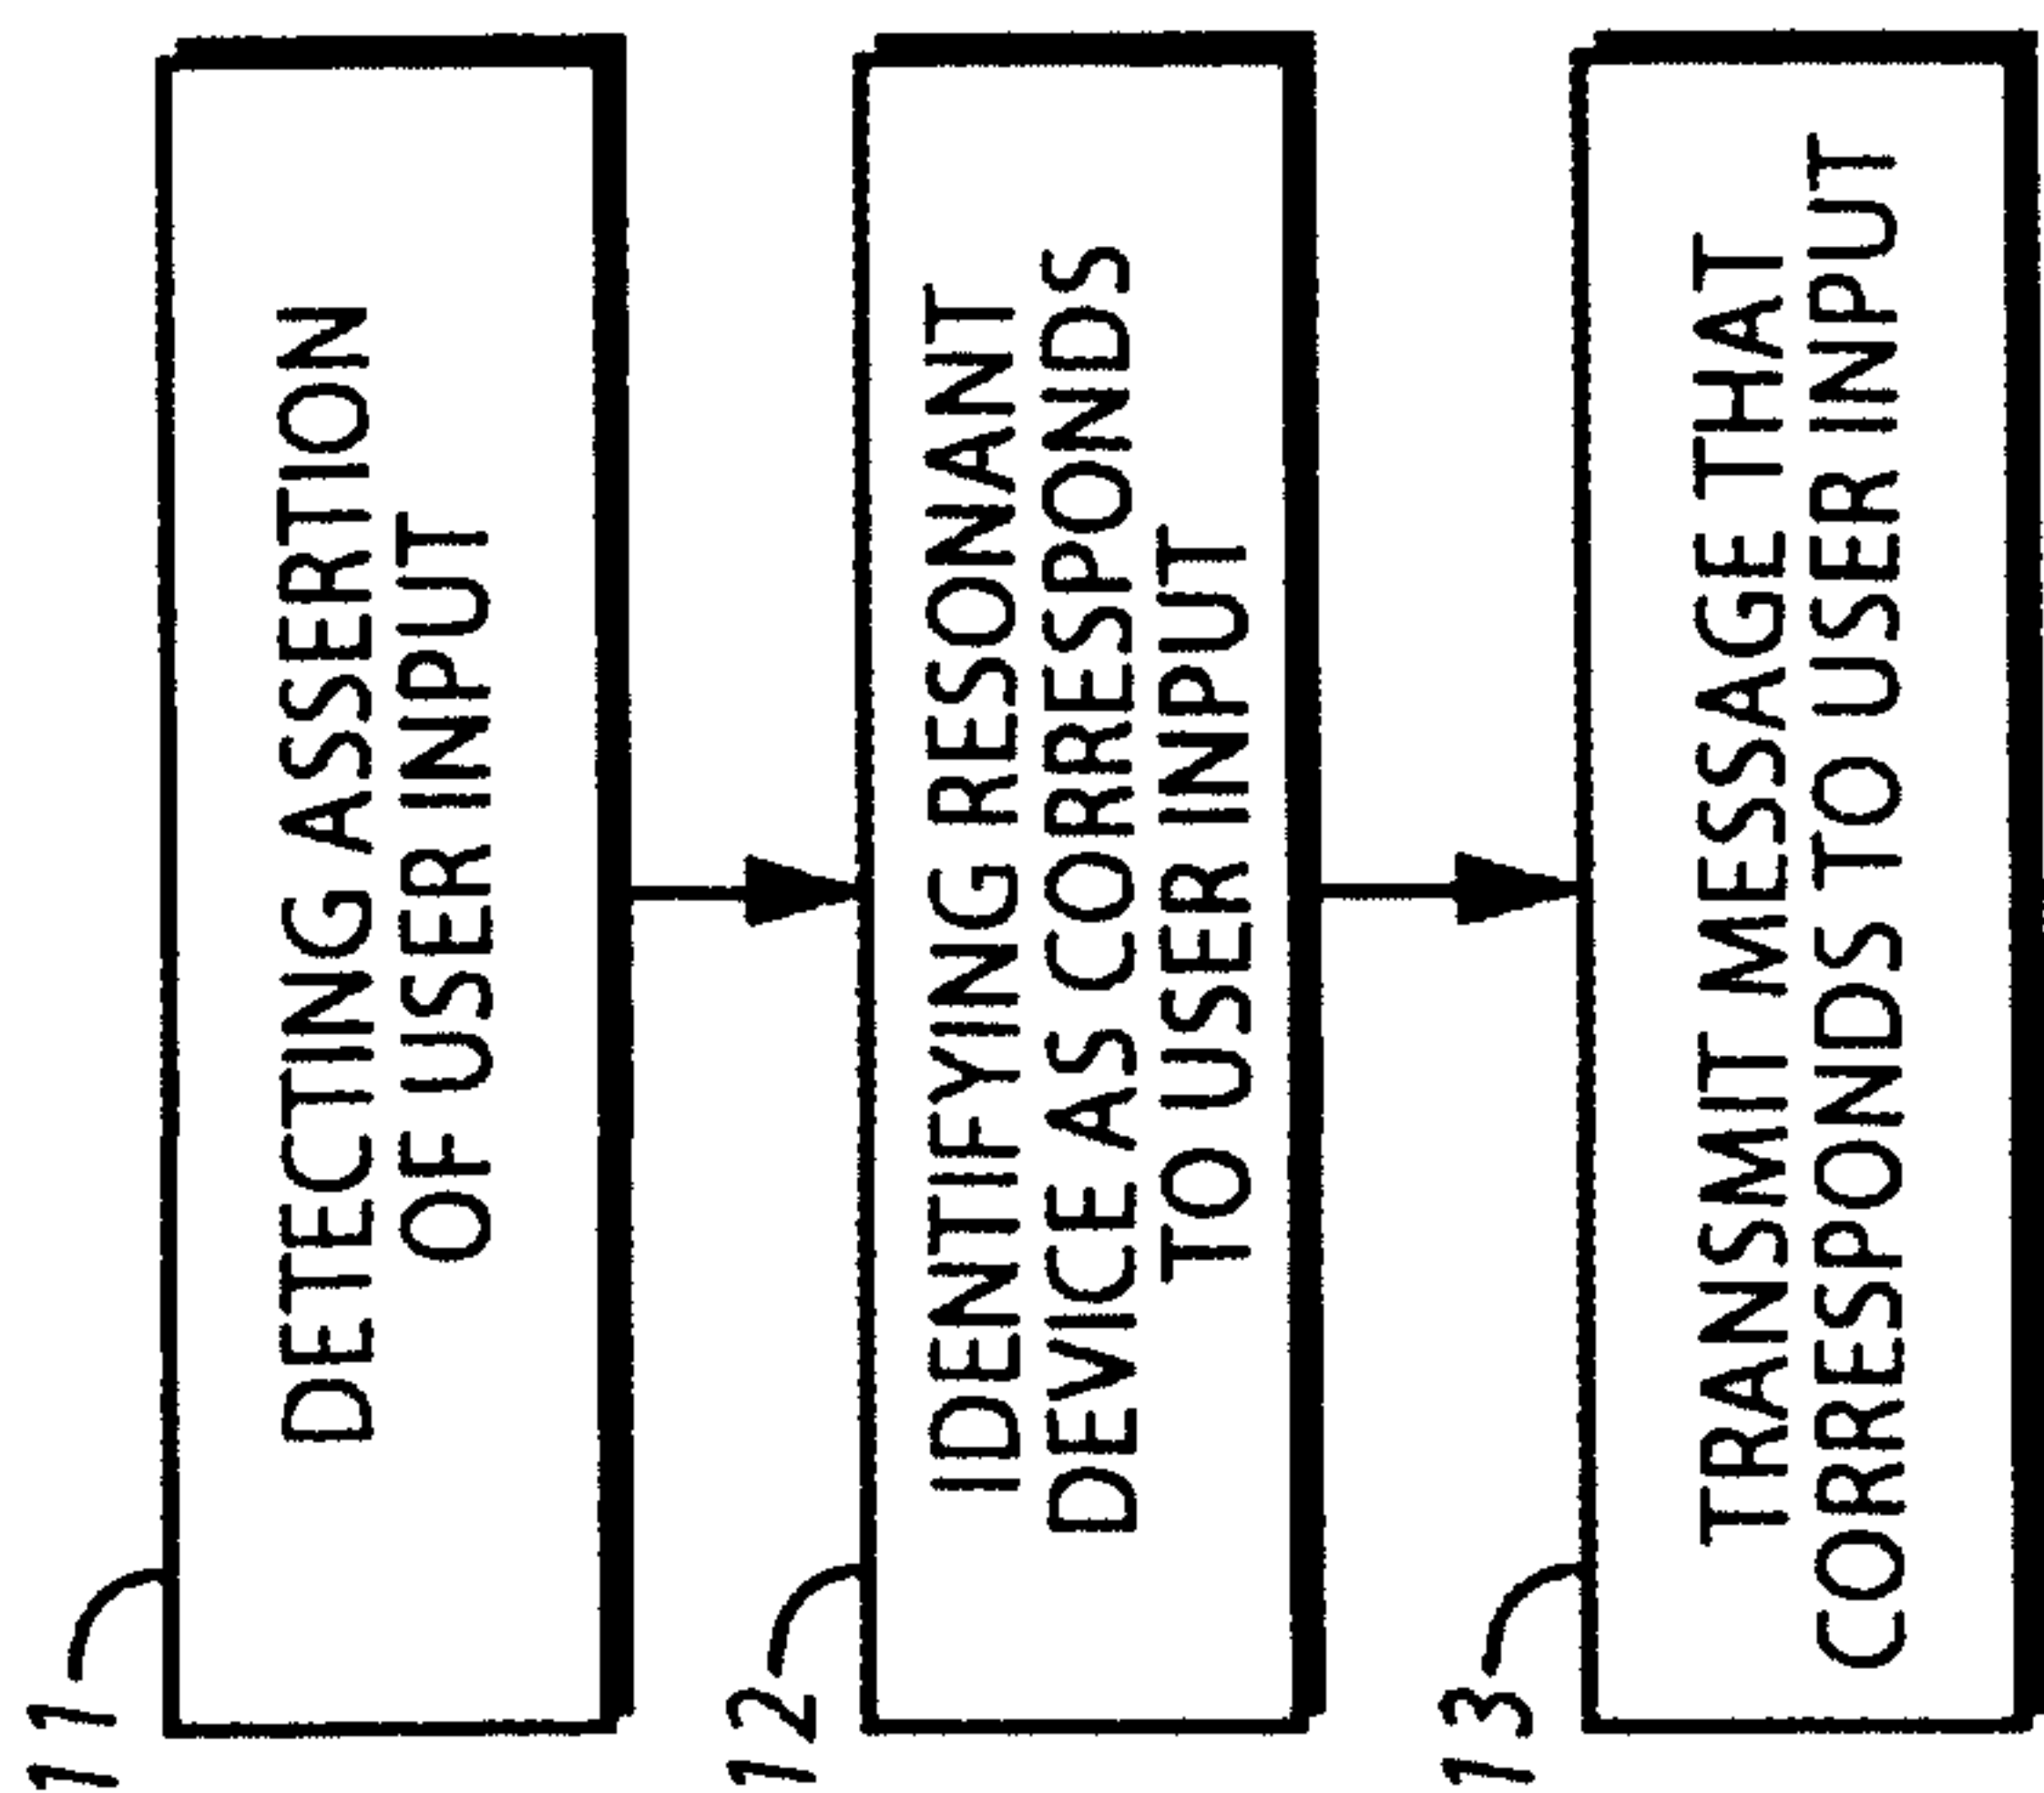 11
DETECTING ASSERTION
OF USER INPUT
12
IDENTIFYING RESONANT
DEVICE AS CORRESPONDS
TO USER INPUT
13
TRANSMIT MESSAGE THAT
CORRESPONDS TO USER INPUT